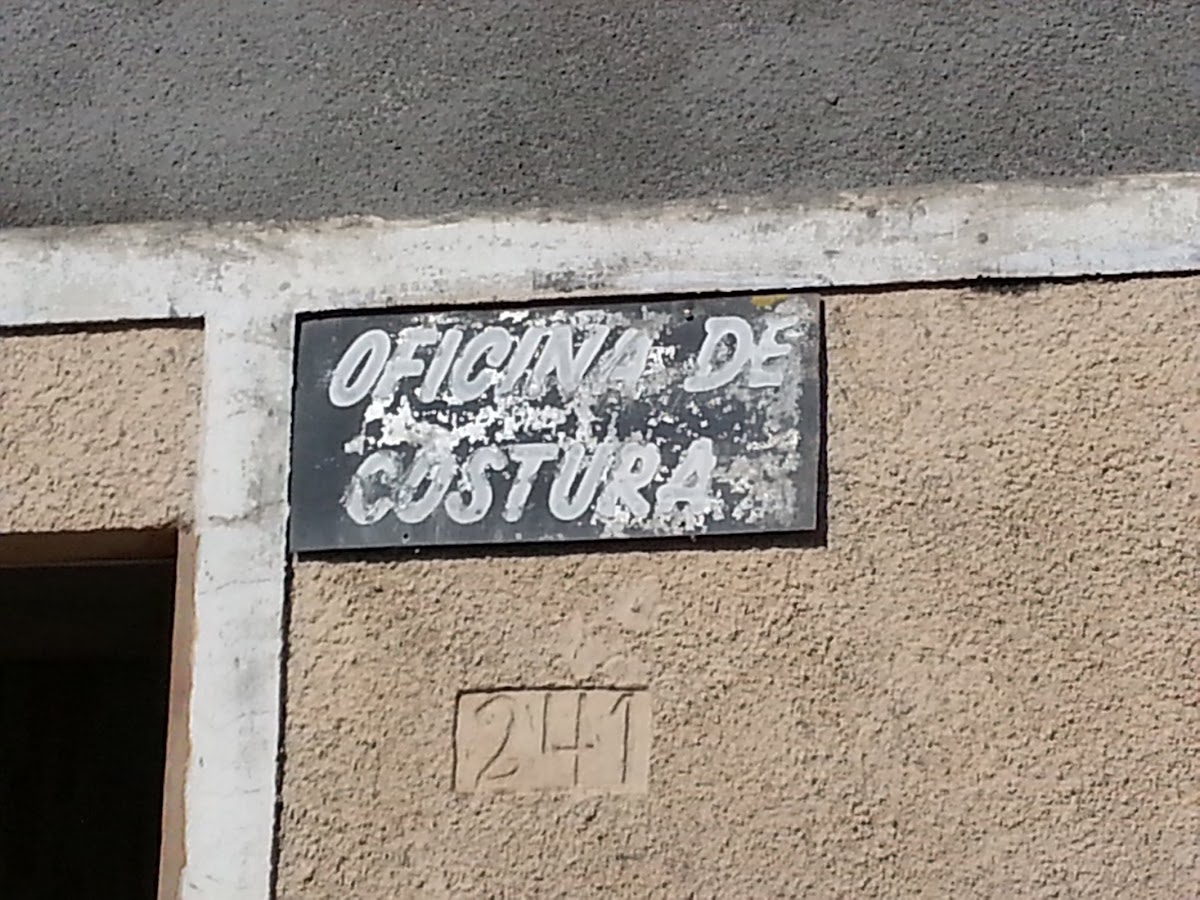 OFICINA DE
COSTURA
241